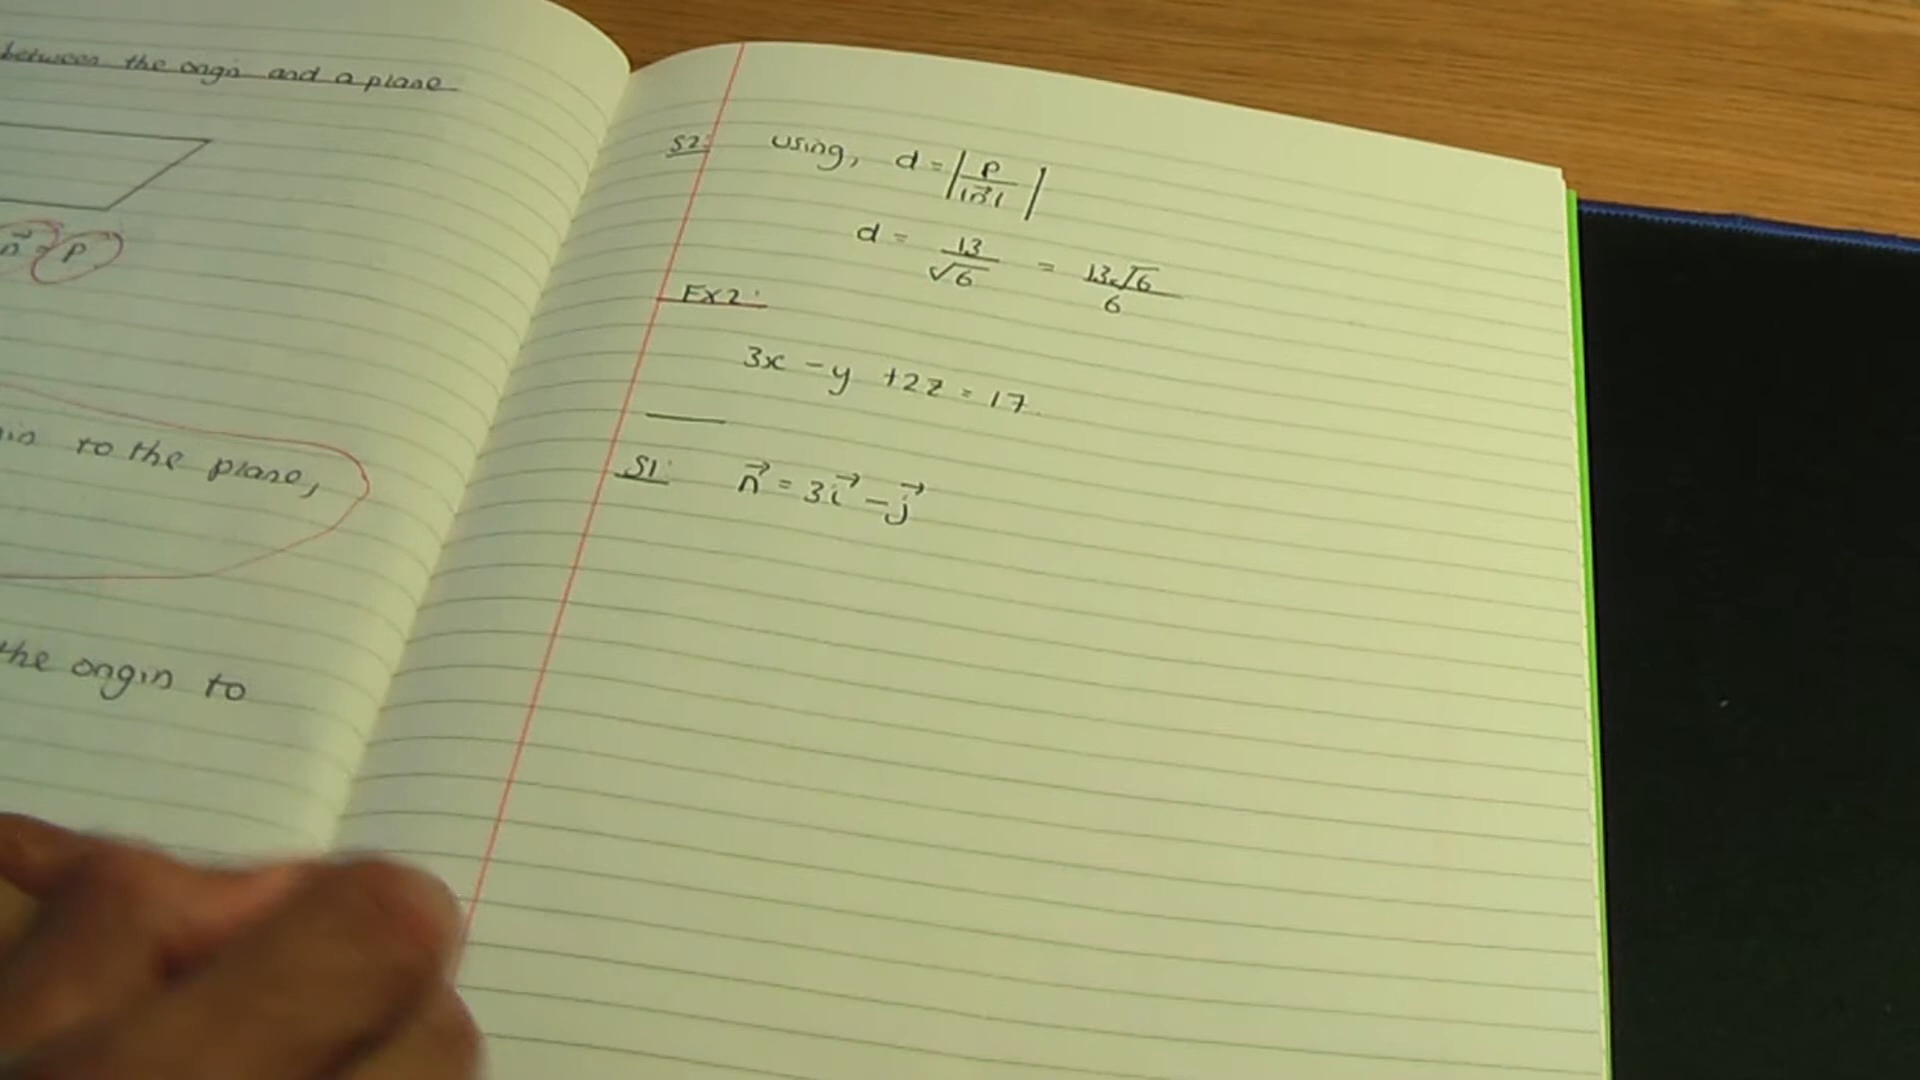 between the origin and a plane
n⃗ = p
to the plane,
the origin to
S2: using, d = |p/|n⃗||
d = 13/√6 = 13√6/6
Ex2:
3x - y + 2z = 17
S1: n⃗ = 3i⃗ - j⃗